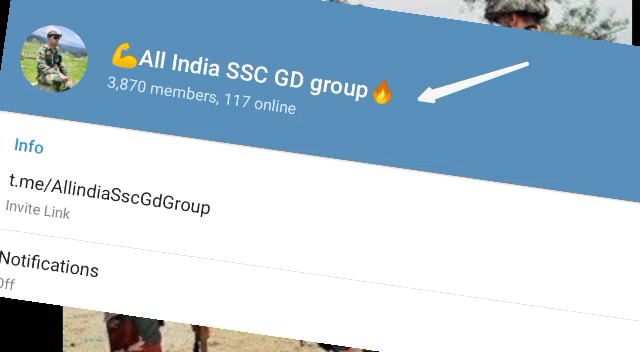 💪All India SSC GD group🔥
3,870 members, 117 online
Info
t.me/AllindiaSscGdGroup
Invite Link
Notifications
Off